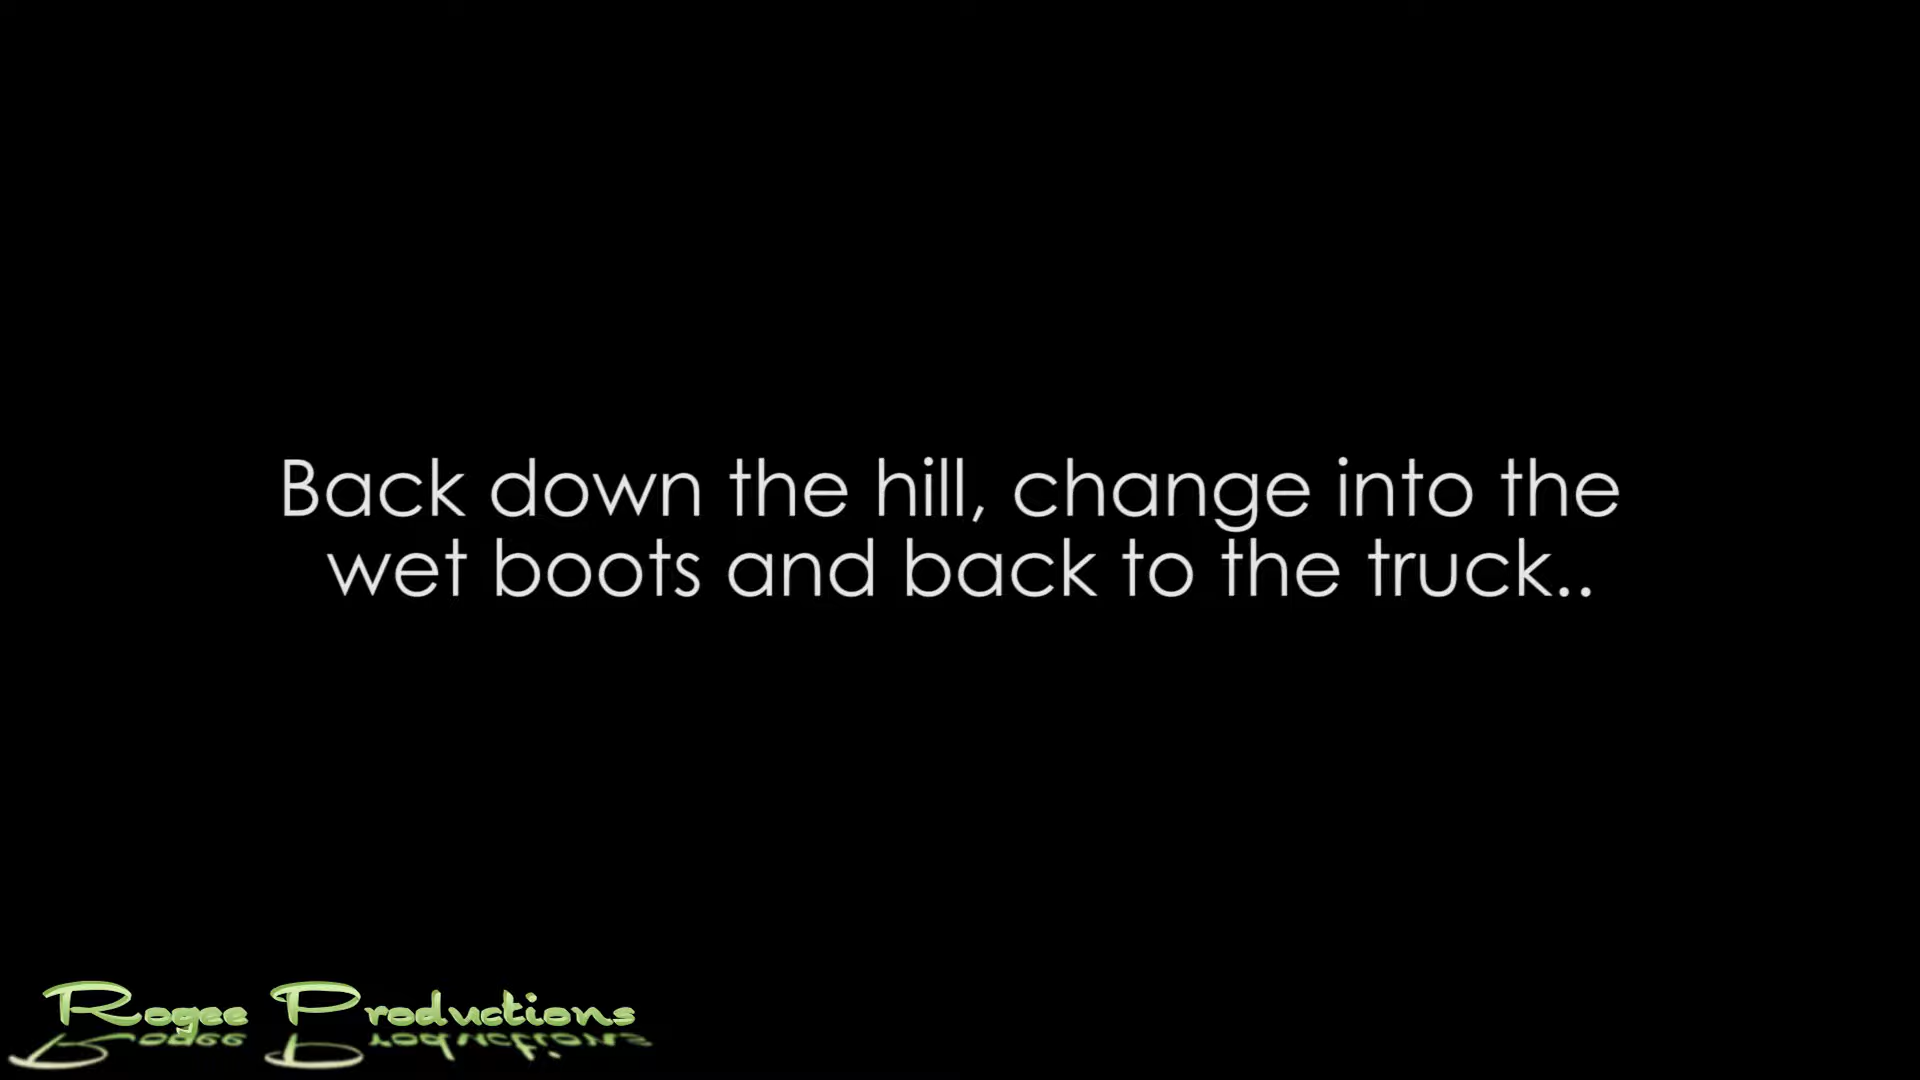 Back down the hill, change into the
wet boots and back to the truck..
Rogee Productions